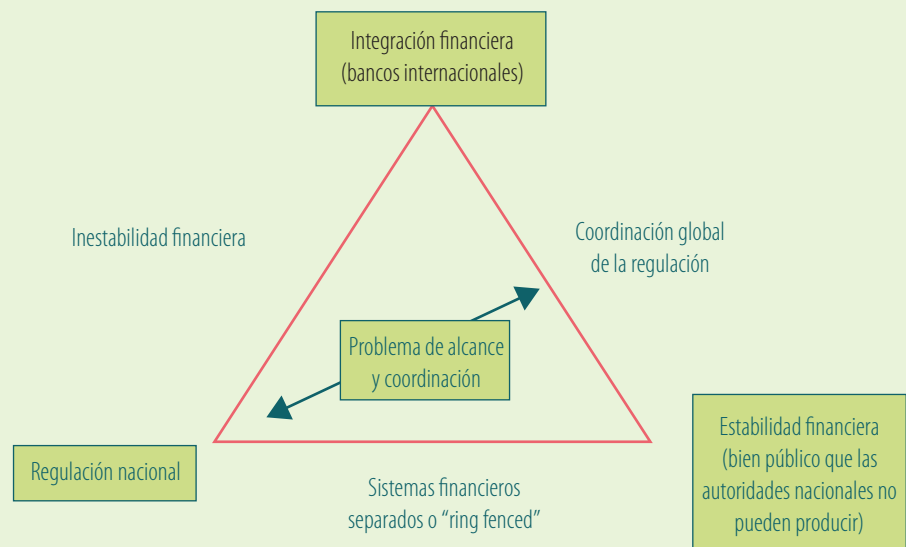 Integración financiera
(bancos internacionales)
Inestabilidad financiera
Coordinación global
de la regulación
Problema de alcance
y coordinación
Regulación nacional
Sistemas financieros
separados o “ring fenced”
Estabilidad financiera
(bien público que las
autoridades nacionales no
pueden producir)